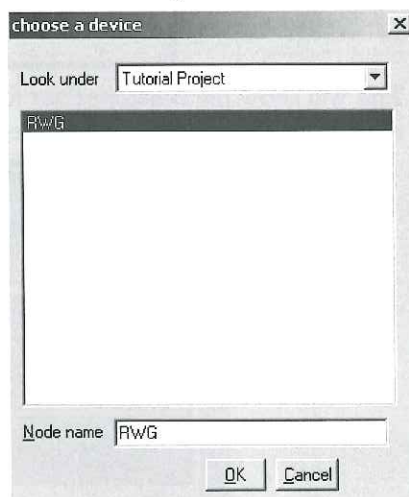 choose a device
Look under Tutorial Project
RWG
Node name RWG
OK Cancel